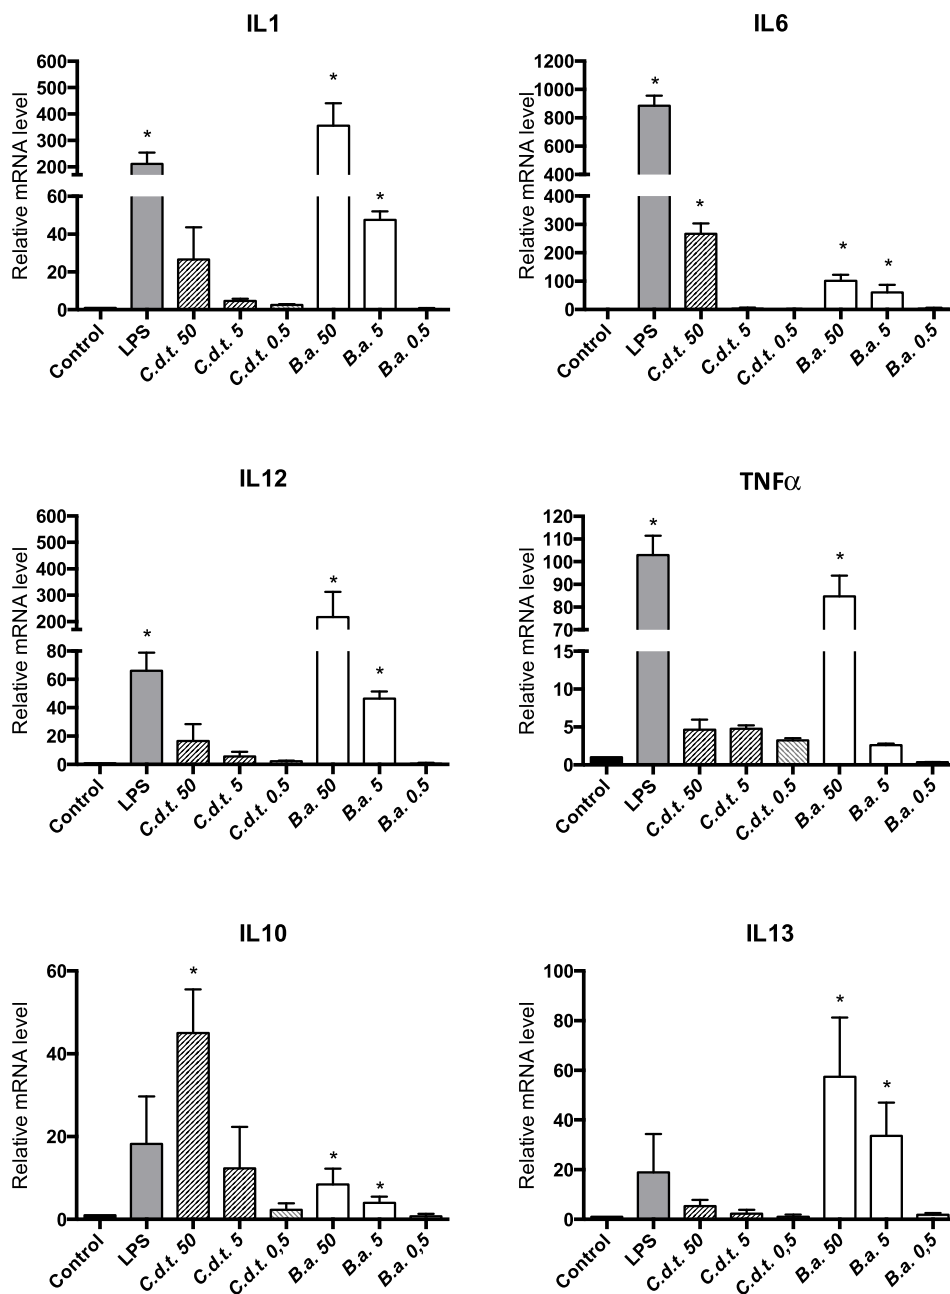 IL1
Relative mRNA level
600
500
400
300
200
60
40
20
0
*
*
*
Control
LPS
C.d.t. 50
C.d.t. 5
C.d.t. 0.5
B.a. 50
B.a. 5
B.a. 0.5
IL6
Relative mRNA level
1200
1000
800
600
400
400
300
200
100
0
*
*
*
*
Control
LPS
C.d.t. 50
C.d.t. 5
C.d.t. 0.5
B.a. 50
B.a. 5
B.a. 0.5
IL12
Relative mRNA level
600
500
400
300
200
80
60
40
20
0
*
*
*
Control
LPS
C.d.t. 50
C.d.t. 5
C.d.t. 0.5
B.a. 50
B.a. 5
B.a. 0.5
TNFα
Relative mRNA level
120
110
100
90
80
70
15
10
5
0
*
*
Control
LPS
C.d.t. 50
C.d.t. 5
C.d.t. 0.5
B.a. 50
B.a. 5
B.a. 0.5
IL10
Relative mRNA level
60
40
20
0
*
*
*
Control
LPS
C.d.t. 50
C.d.t. 5
C.d.t. 0,5
B.a. 50
B.a. 5
B.a. 0,5
IL13
Relative mRNA level
100
80
60
40
20
0
*
*
Control
LPS
C.d.t. 50
C.d.t. 5
C.d.t. 0,5
B.a. 50
B.a. 5
B.a. 0,5